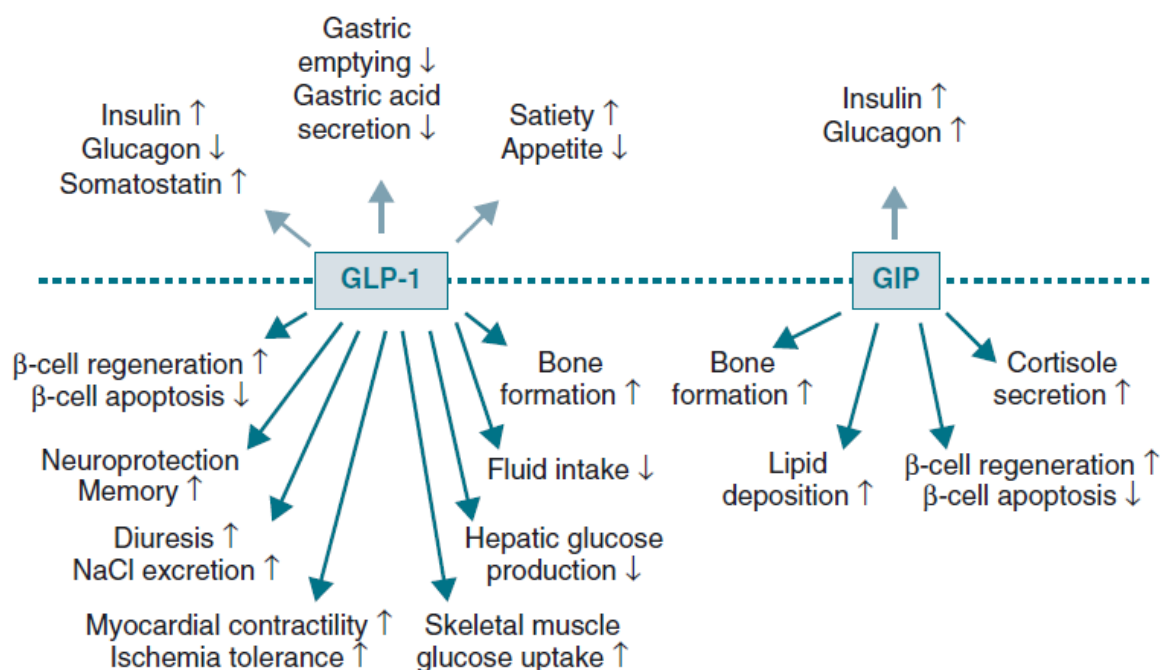 Gastric
emptying ↓
Gastric acid
secretion ↓
Insulin ↑
Glucagon ↓
Somatostatin ↑
Satiety ↑
Appetite ↓
Insulin ↑
Glucagon ↑
GLP-1
GIP
β-cell regeneration ↑
β-cell apoptosis ↓
Neuroprotection
Memory ↑
Diuresis ↑
NaCl excretion ↑
Myocardial contractility ↑
Ischemia tolerance ↑
Skeletal muscle
glucose uptake ↑
Hepatic glucose
production ↓
Fluid intake ↓
Bone
formation ↑
Bone
formation ↑
Lipid
deposition ↑
β-cell regeneration ↑
β-cell apoptosis ↓
Cortisole
secretion ↑